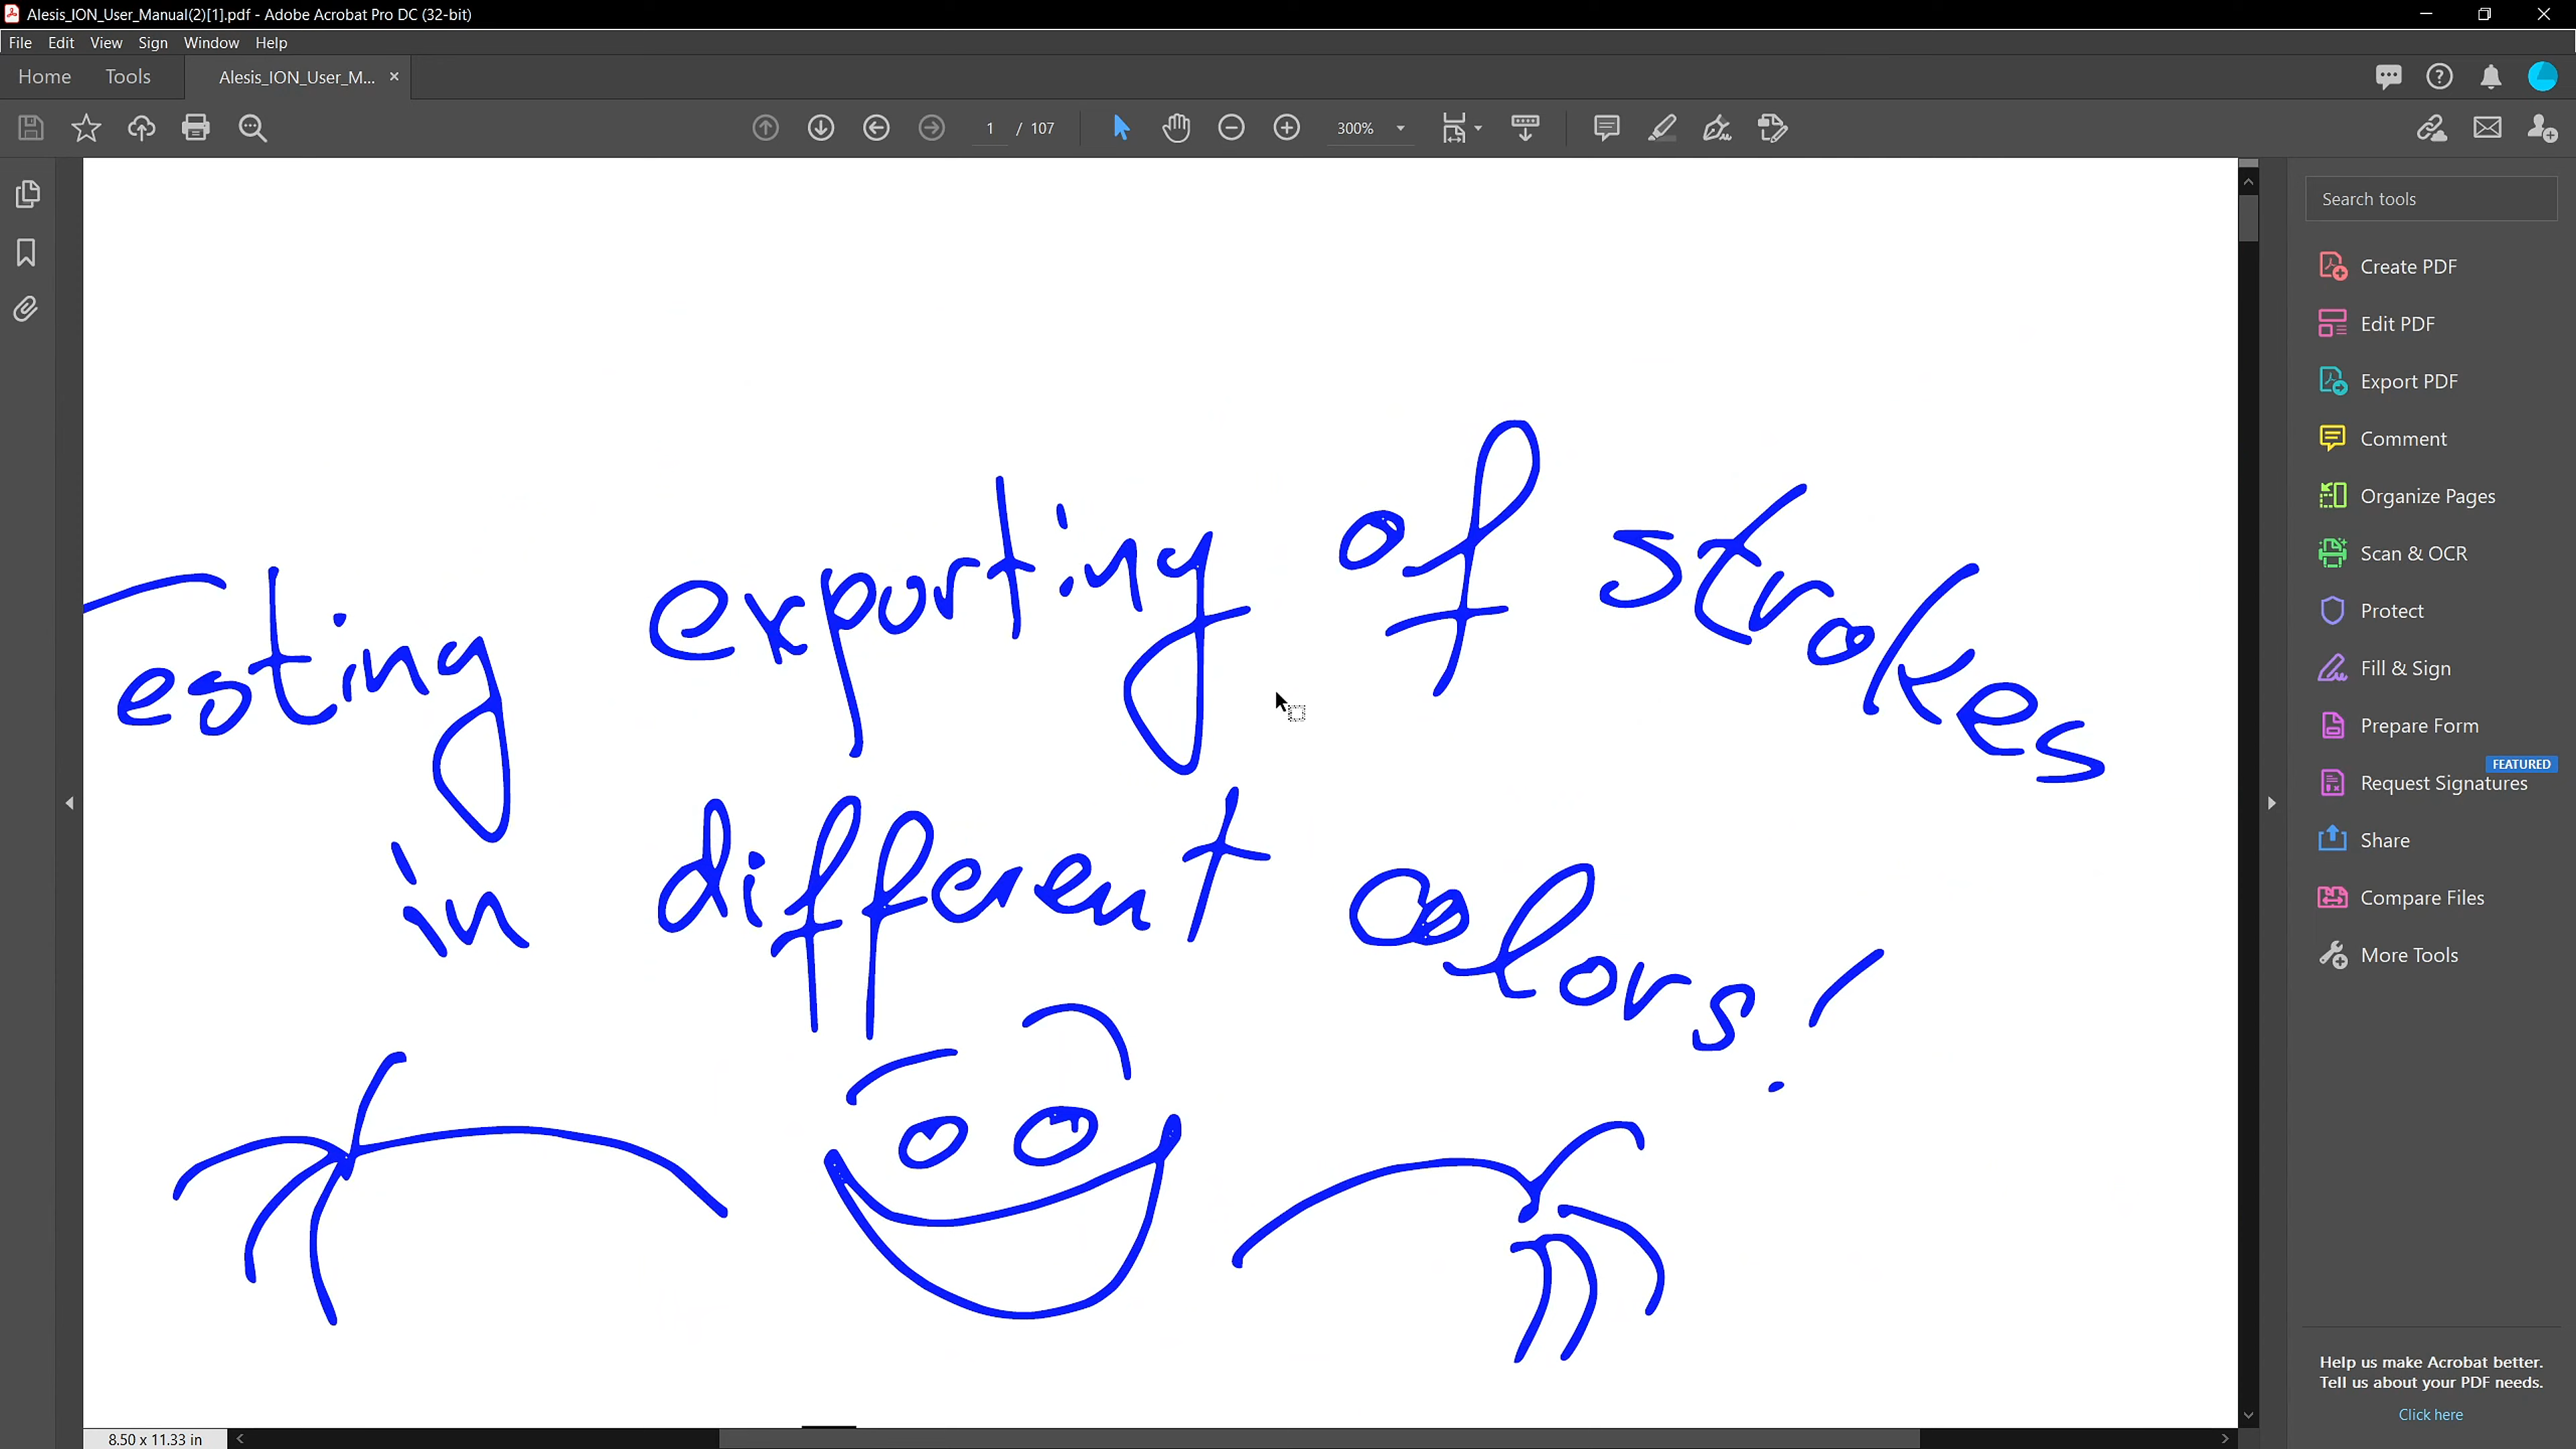 Alesis_ION_User_Manual(2)[1].pdf - Adobe Acrobat Pro DC (32-bit)
File Edit View Sign Window Help
Home Tools Alesis_ION_User_M... ×
1 / 107 300%
Search tools
Create PDF
Edit PDF
Export PDF
Comment
Organize Pages
Scan & OCR
Protect
Fill & Sign
Prepare Form
FEATURED
Request Signatures
Share
Compare Files
More Tools
Testing exporting of strokes
in different colors!
Help us make Acrobat better.
Tell us about your PDF needs.
Click here
8.50 x 11.33 in